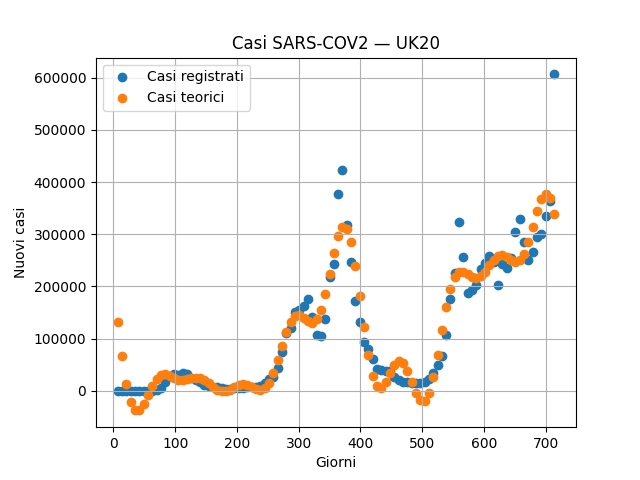 Casi SARS-COV2 — UK20
Casi registrati
Casi teorici
Nuovi casi
600000
500000
400000
300000
200000
100000
0
0 100 200 300 400 500 600 700
Giorni